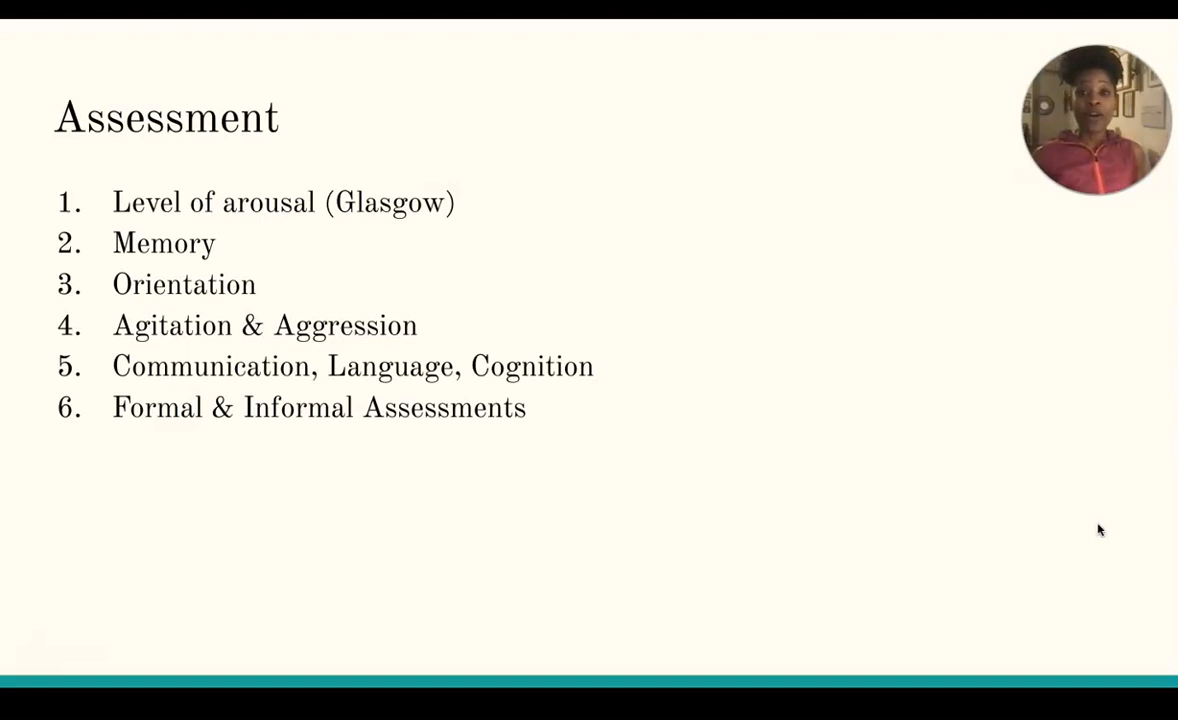 Assessment
1. Level of arousal (Glasgow)
2. Memory
3. Orientation
4. Agitation & Aggression
5. Communication, Language, Cognition
6. Formal & Informal Assessments